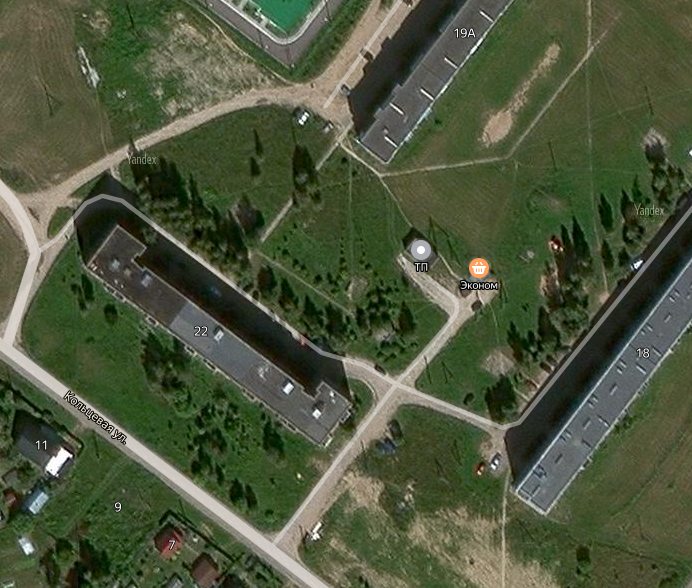 19А
Yandex
Yandex
ТП
Эконом
22
18
Кольцевая ул.
11
9
7